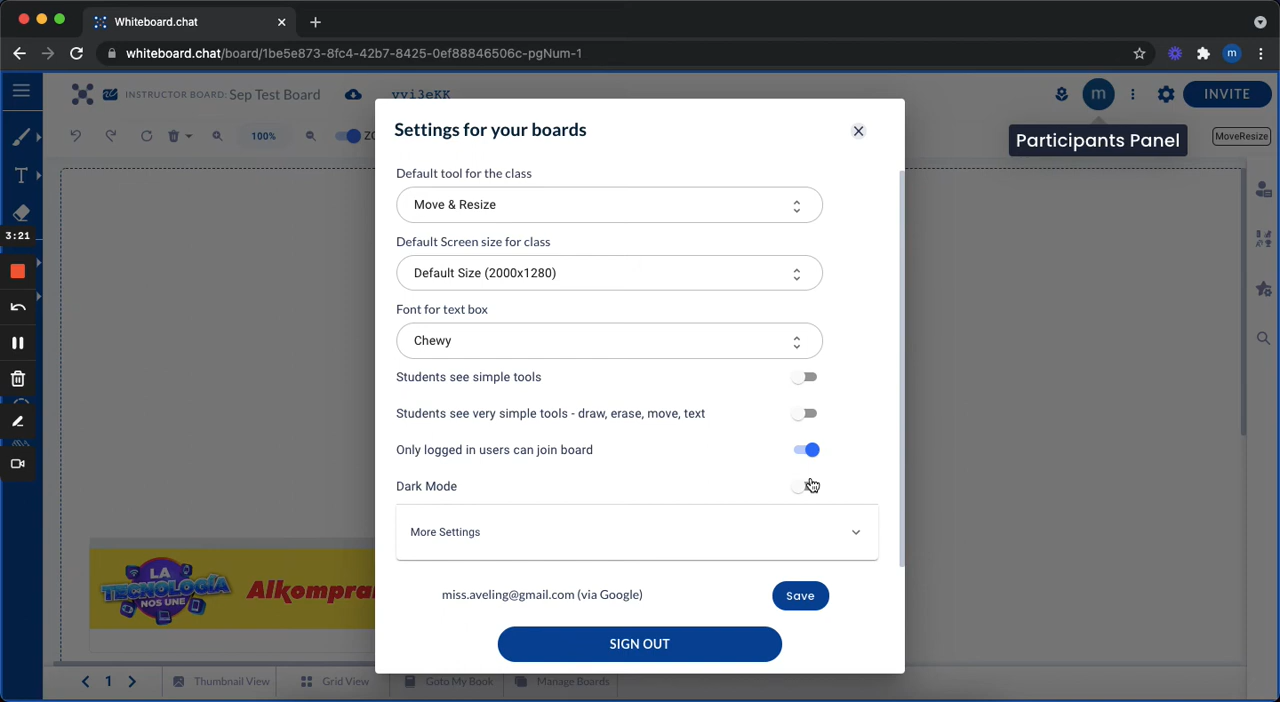 Whiteboard.chat
whiteboard.chat/board/1be5e873-8fc4-42b7-8425-0ef88846506c-pgNum-1
m
INSTRUCTOR BOARD: Sep Test Board
vvi3eKK
m
INVITE
100%
Participants Panel
MoveResize
T
3:21
Settings for your boards
Default tool for the class
Move & Resize
Default Screen size for class
Default Size (2000x1280)
Font for text box
Chewy
Students see simple tools
Students see very simple tools - draw, erase, move, text
Only logged in users can join board
Dark Mode
More Settings
miss.aveling@gmail.com (via Google)
Save
SIGN OUT
LA
TECNOLOGÍA
NOS UNE
1
Thumbnail View
Grid View
Goto My Book
Manage Boards